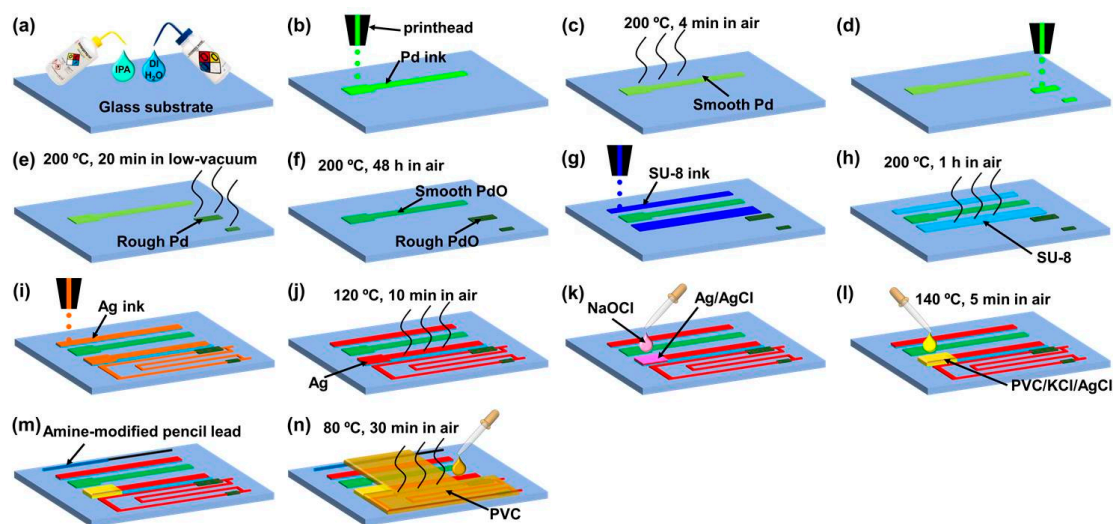 (a)
IPA
DI
H₂O
Glass substrate
(b)
printhead
Pd ink
(c) 200 ºC, 4 min in air
Smooth Pd
(d)
(e)
200 ºC, 20 min in low-vacuum
Rough Pd
(f)
200 ºC, 48 h in air
Smooth PdO
Rough PdO
(g)
SU-8 ink
(h)
200 ºC, 1 h in air
SU-8
(i)
Ag ink
(j)
120 ºC, 10 min in air
Ag
(k)
NaOCl
Ag/AgCl
(l)
140 ºC, 5 min in air
PVC/KCl/AgCl
(m)
Amine-modified pencil lead
(n)
80 ºC, 30 min in air
PVC